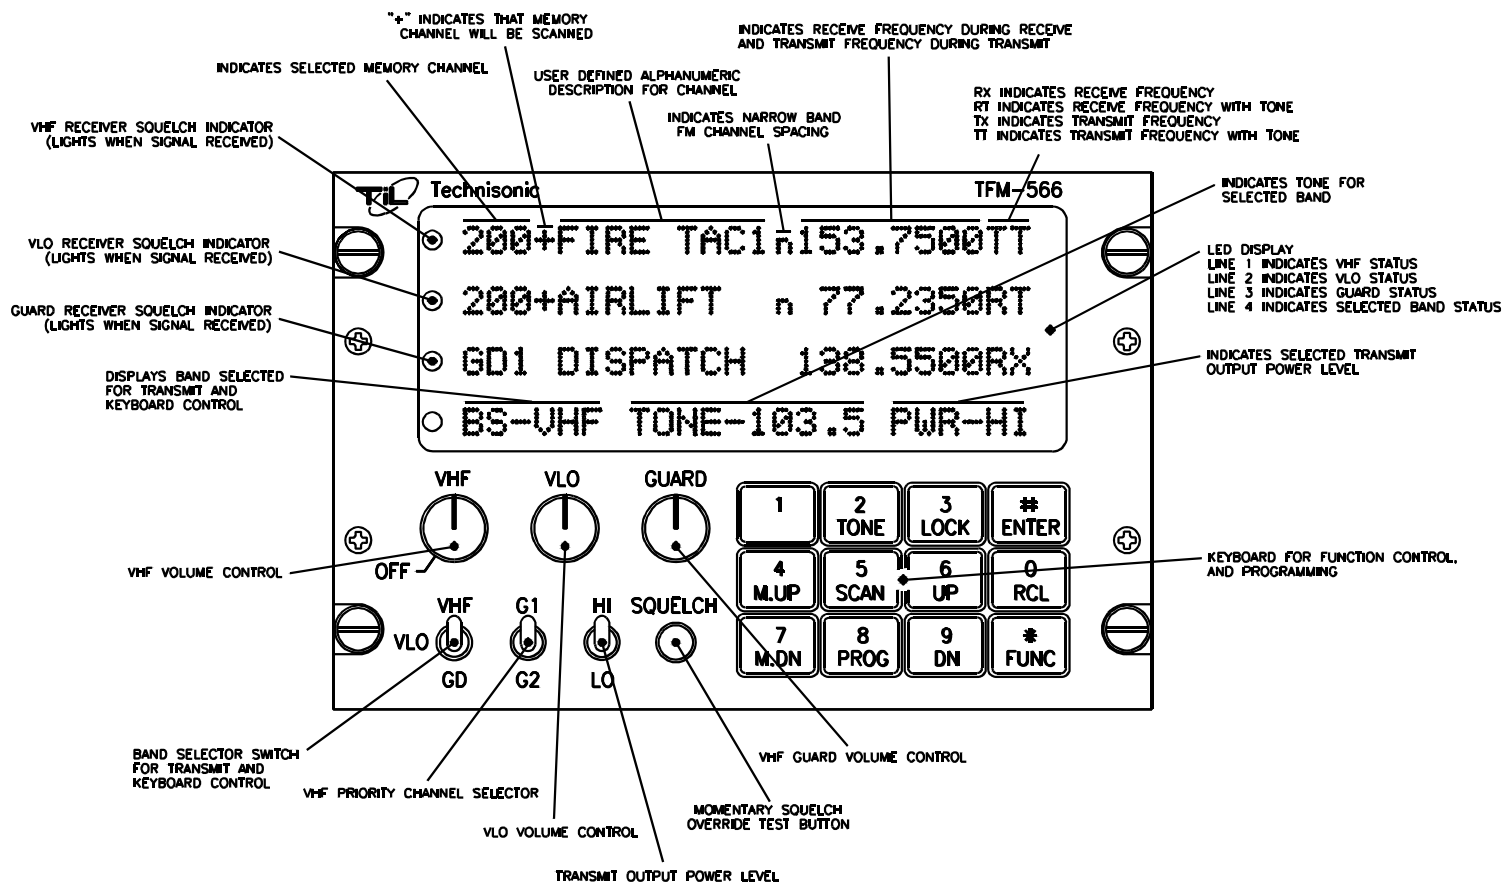 "+" INDICATES THAT MEMORY
CHANNEL WILL BE SCANNED
INDICATES RECEIVE FREQUENCY DURING RECEIVE
AND TRANSMIT FREQUENCY DURING TRANSMIT
INDICATES SELECTED MEMORY CHANNEL
USER DEFINED ALPHANUMERIC
DESCRIPTION FOR CHANNEL
RX INDICATES RECEIVE FREQUENCY
RT INDICATES RECEIVE FREQUENCY WITH TONE
TX INDICATES TRANSMIT FREQUENCY
TT INDICATES TRANSMIT FREQUENCY WITH TONE
INDICATES NARROW BAND
FM CHANNEL SPACING
VHF RECEIVER SQUELCH INDICATOR
(LIGHTS WHEN SIGNAL RECEIVED)
TiL Technisonic TFM-566
INDICATES TONE FOR
SELECTED BAND
200+FIRE TAC1n153.7500TT
VLO RECEIVER SQUELCH INDICATOR
(LIGHTS WHEN SIGNAL RECEIVED)
LED DISPLAY
LINE 1 INDICATES VHF STATUS
LINE 2 INDICATES VLO STATUS
LINE 3 INDICATES GUARD STATUS
LINE 4 INDICATES SELECTED BAND STATUS
200+AIRLIFT n 77.2350RT
GUARD RECEIVER SQUELCH INDICATOR
(LIGHTS WHEN SIGNAL RECEIVED)
GD1 DISPATCH 138.5500RX
INDICATES SELECTED TRANSMIT
OUTPUT POWER LEVEL
DISPLAYS BAND SELECTED
FOR TRANSMIT AND
KEYBOARD CONTROL
BS-VHF TONE-103.5 PWR-HI
VHF VLO GUARD
1
2
TONE
3
LOCK
#
ENTER
OFF
VHF VOLUME CONTROL
4
M.UP
5
SCAN
6
UP
0
RCL
KEYBOARD FOR FUNCTION CONTROL,
AND PROGRAMMING
VHF G1 HI SQUELCH
VLO
GD G2 LO
7
M.DN
8
PROG
9
DN
*
FUNC
BAND SELECTOR SWITCH
FOR TRANSMIT AND
KEYBOARD CONTROL
VHF GUARD VOLUME CONTROL
VHF PRIORITY CHANNEL SELECTOR
MOMENTARY SQUELCH
OVERRIDE TEST BUTTON
VLO VOLUME CONTROL
TRANSMIT OUTPUT POWER LEVEL